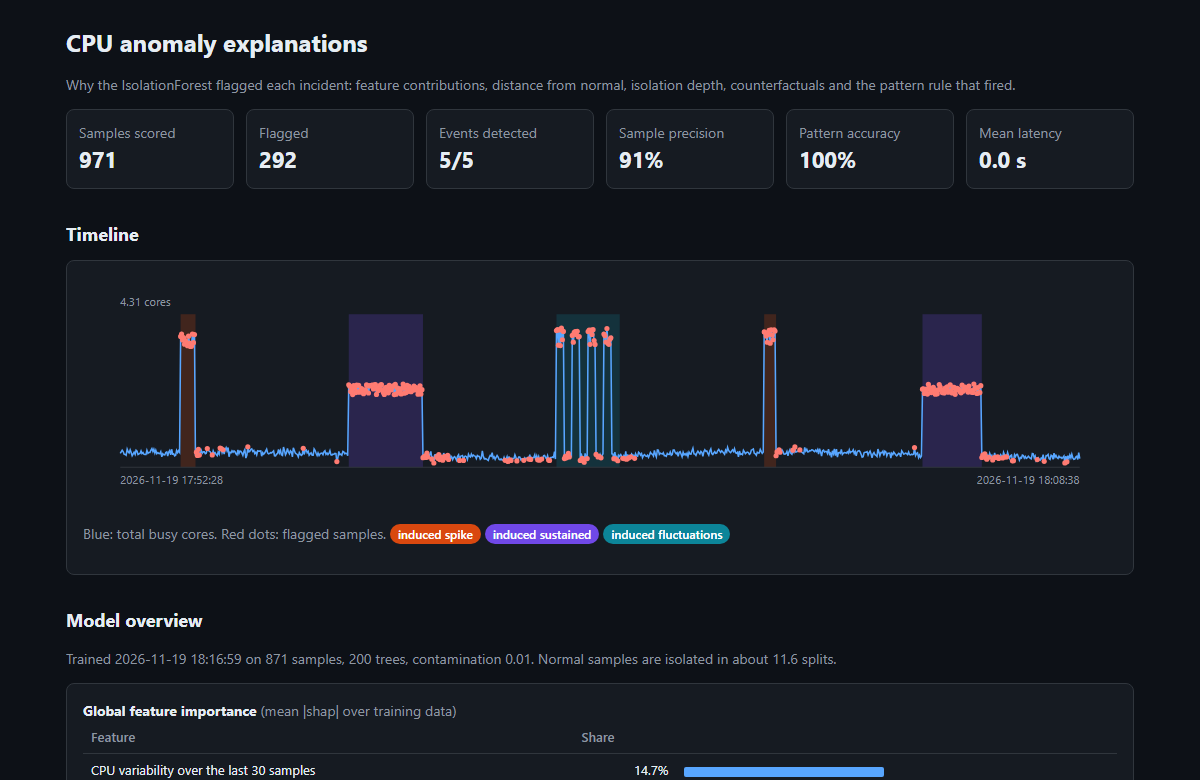 CPU anomaly explanations
Why the IsolationForest flagged each incident: feature contributions, distance from normal, isolation depth, counterfactuals and the pattern rule that fired.
Samples scored
971
Flagged
292
Events detected
5/5
Sample precision
91%
Pattern accuracy
100%
Mean latency
0.0 s
Timeline
4.31 cores
2026-11-19 17:52:28
2026-11-19 18:08:38
Blue: total busy cores. Red dots: flagged samples. induced spike induced sustained induced fluctuations
Model overview
Trained 2026-11-19 18:16:59 on 871 samples, 200 trees, contamination 0.01. Normal samples are isolated in about 11.6 splits.
Global feature importance (mean |shap| over training data)
Feature Share
CPU variability over the last 30 samples 14.7%